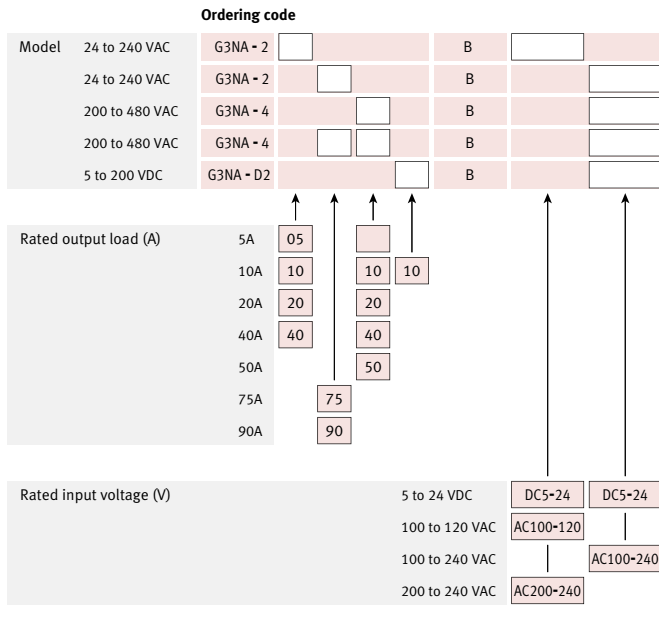 Ordering code
Model 24 to 240 VAC G3NA - 2 B
24 to 240 VAC G3NA - 2 B
200 to 480 VAC G3NA - 4 B
200 to 480 VAC G3NA - 4 B
5 to 200 VDC G3NA - D2 B
Rated output load (A) 5A 05
10A 10 10 10
20A 20 20
40A 40 40
50A 50
75A 75
90A 90
Rated input voltage (V) 5 to 24 VDC DC5-24 DC5-24
100 to 120 VAC AC100-120
100 to 240 VAC AC100-240
200 to 240 VAC AC200-240